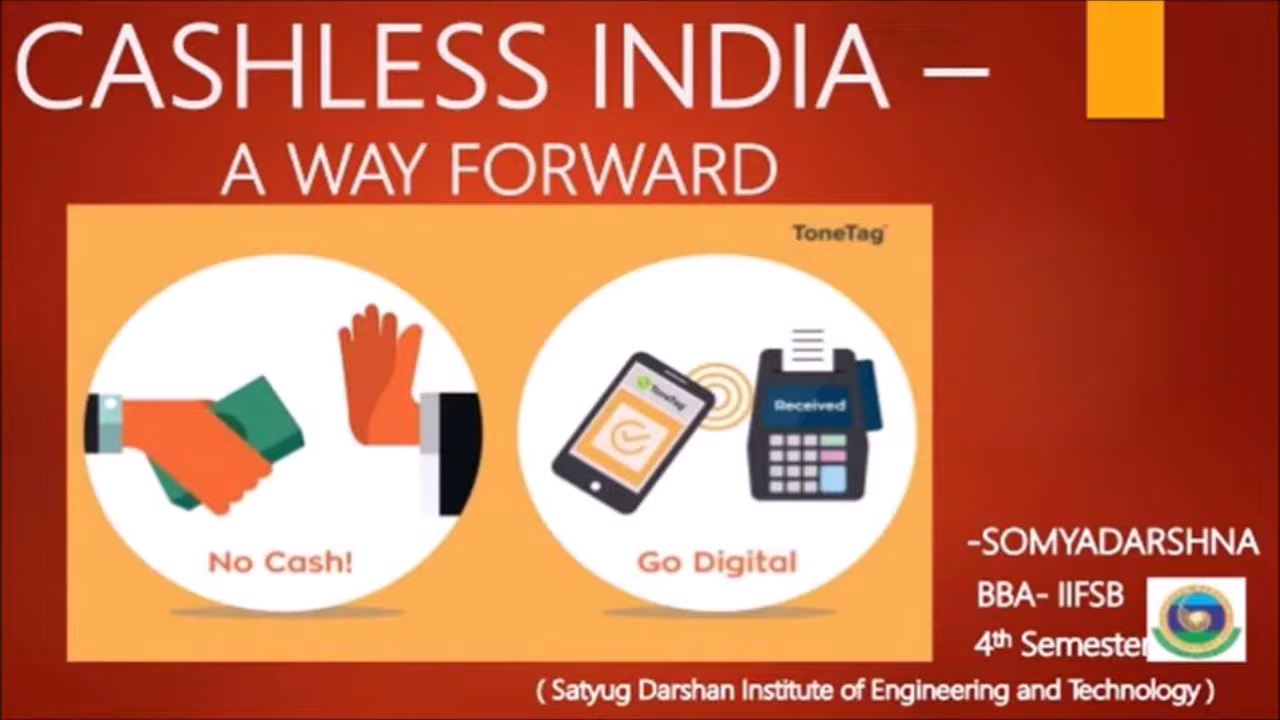 CASHLESS INDIA –
A WAY FORWARD
ToneTag
ToneTag
Received
No Cash!
Go Digital
-SOMYADARSHNA
BBA- IIFSB
4th Semester
( Satyug Darshan Institute of Engineering and Technology )